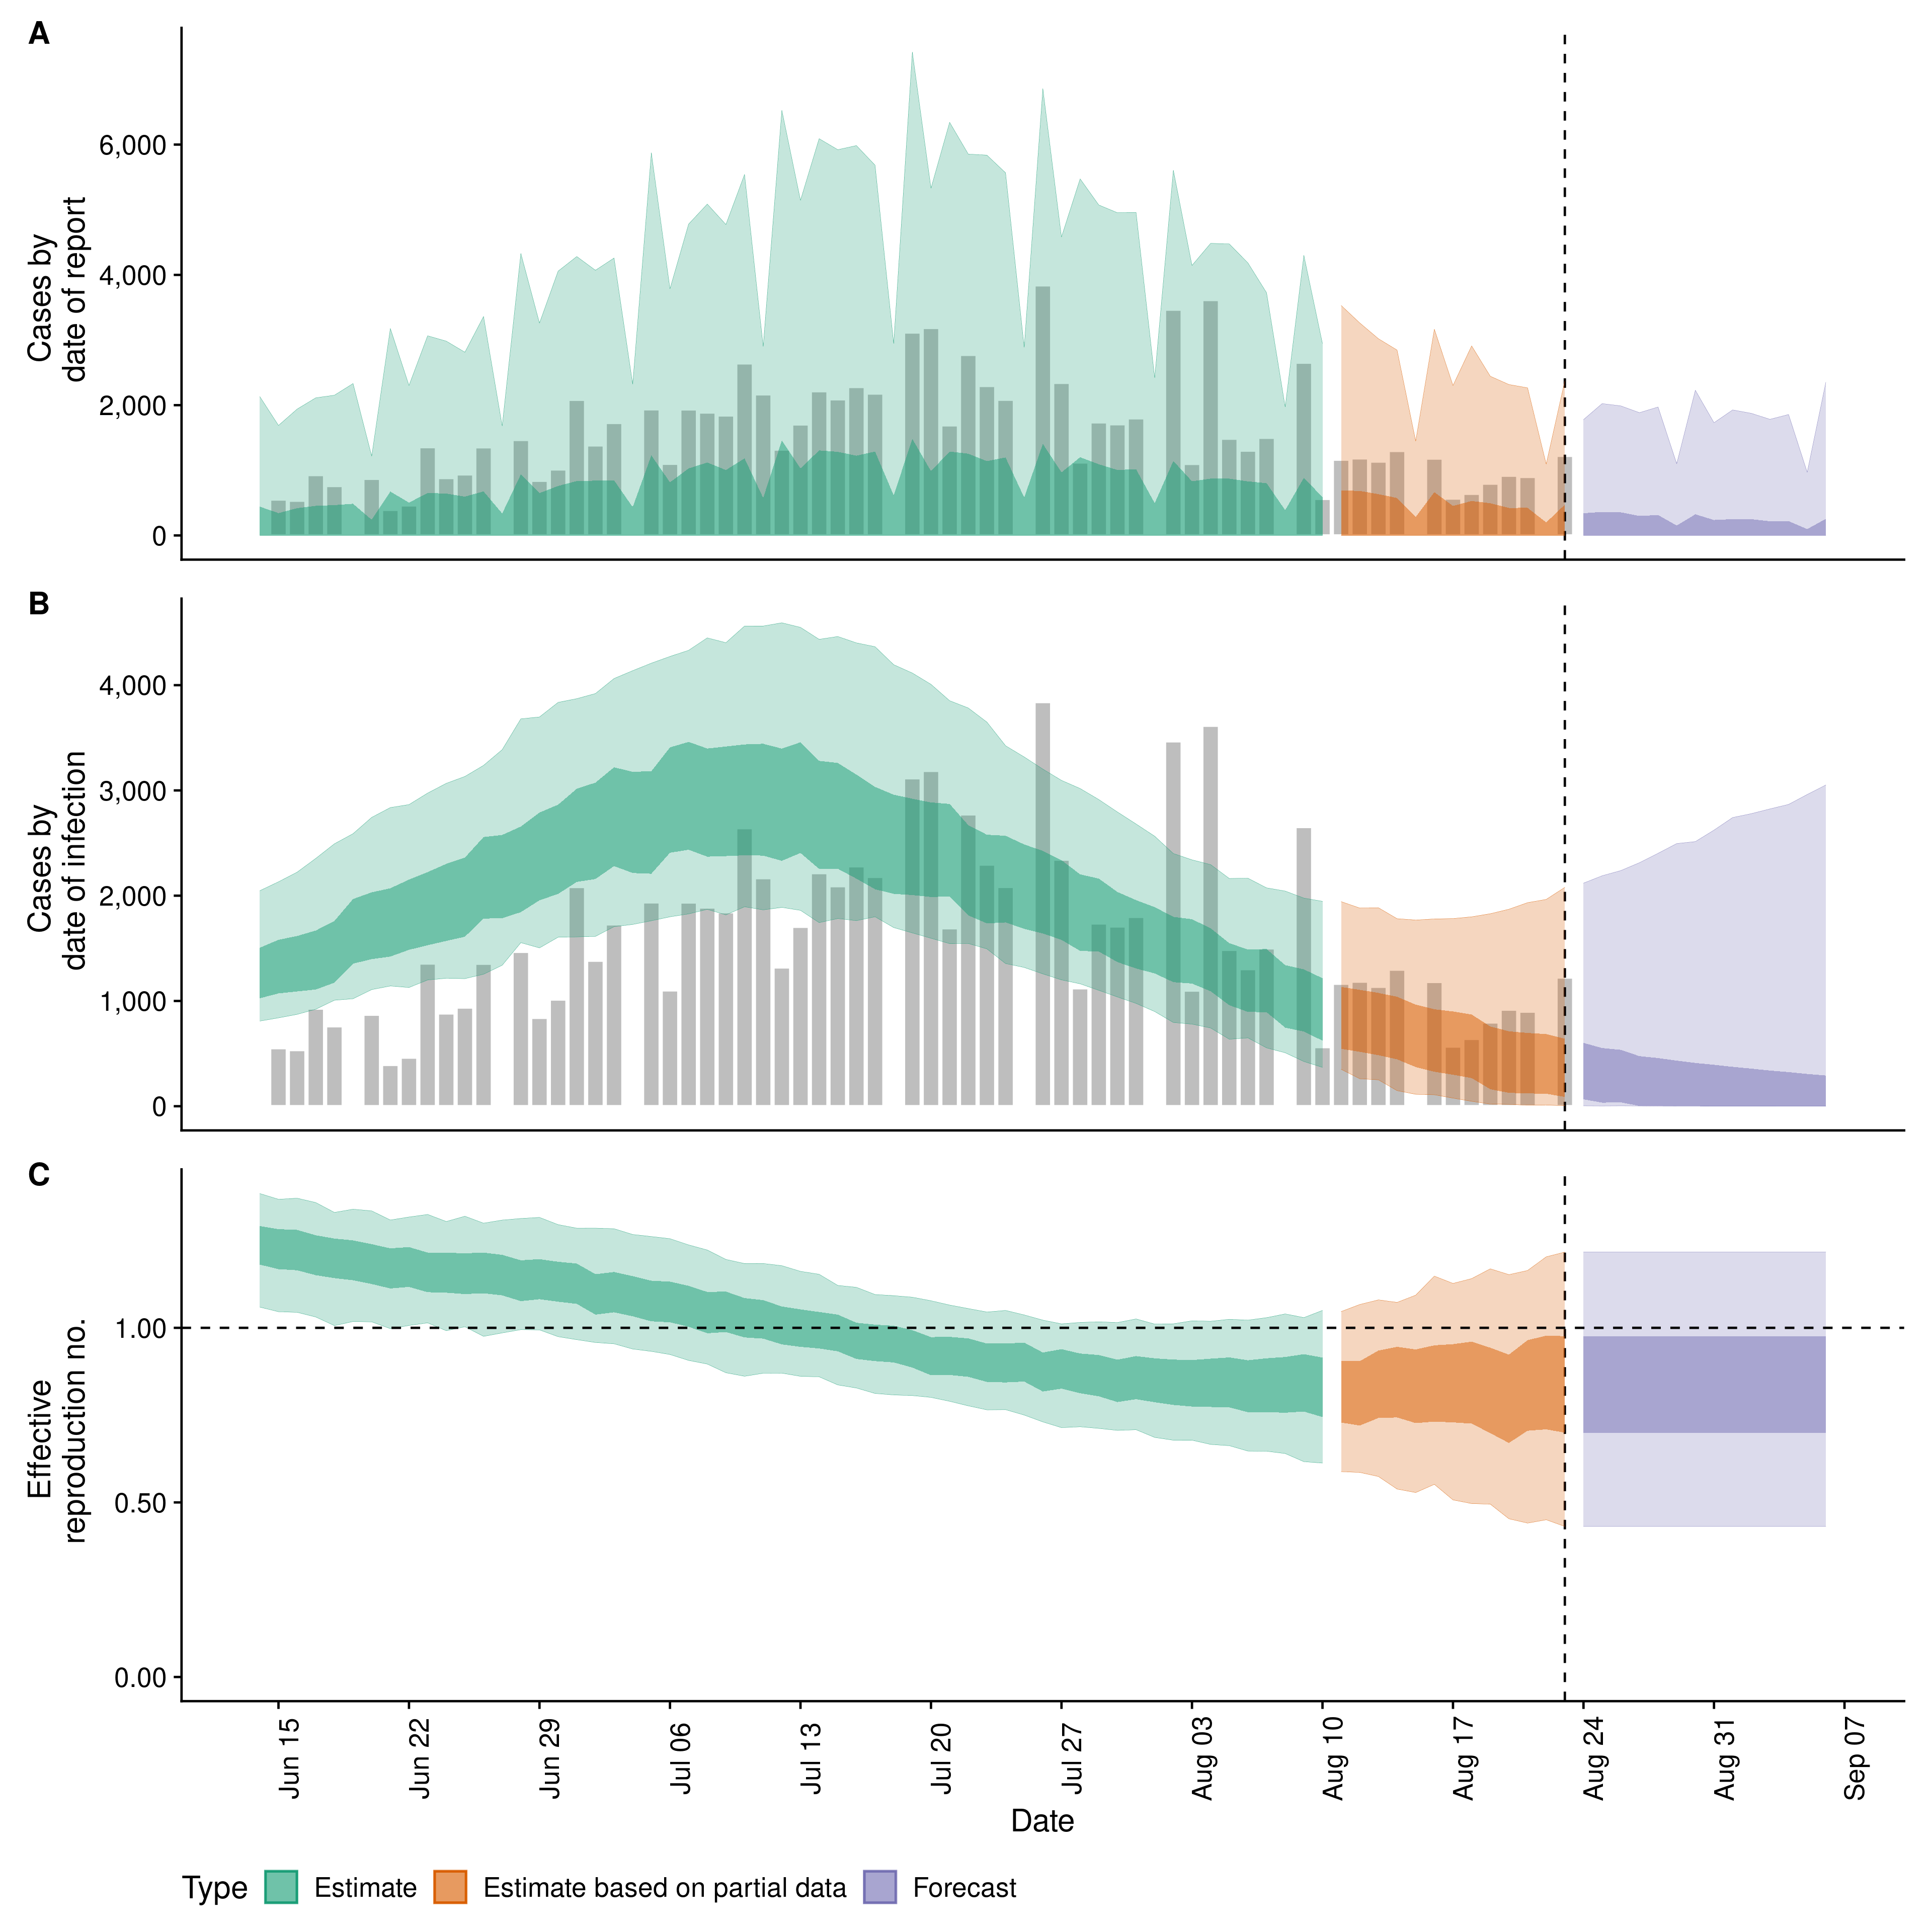 A
Cases by
date of report
6,000
4,000
2,000
0
B
Cases by
date of infection
4,000
3,000
2,000
1,000
0
C
Effective
reproduction no.
1.00
0.50
0.00
Jun 15
Jun 22
Jun 29
Jul 06
Jul 13
Jul 20
Jul 27
Aug 03
Aug 10
Aug 17
Aug 24
Aug 31
Sep 07
Date
Type Estimate Estimate based on partial data Forecast